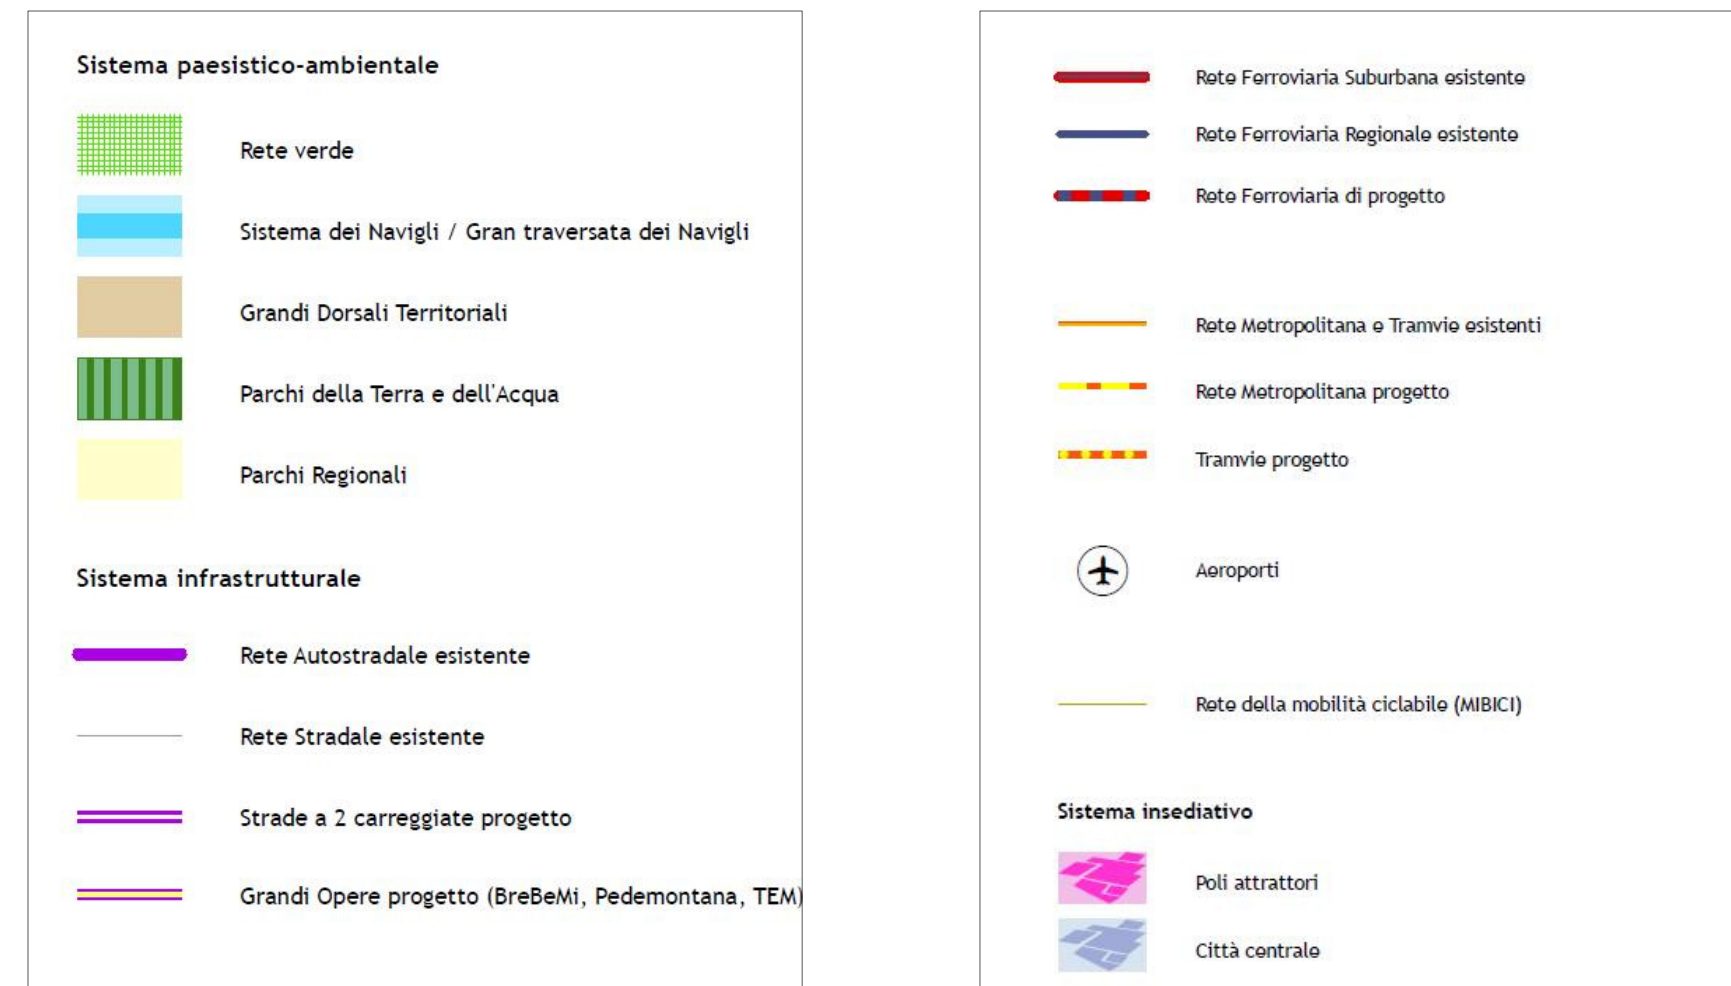 Sistema paesistico-ambientale
Rete verde
Sistema dei Navigli / Gran traversata dei Navigli
Grandi Dorsali Territoriali
Parchi della Terra e dell'Acqua
Parchi Regionali
Sistema infrastrutturale
Rete Autostradale esistente
Rete Stradale esistente
Strade a 2 carreggiate progetto
Grandi Opere progetto (BreBeMi, Pedemontana, TEM)
Rete Ferroviaria Suburbana esistente
Rete Ferroviaria Regionale esistente
Rete Ferroviaria di progetto
Rete Metropolitana e Tramvie esistenti
Rete Metropolitana progetto
Tramvie progetto
Aeroporti
Rete della mobilità ciclabile (MIBICI)
Sistema insediativo
Poli attrattori
Città centrale